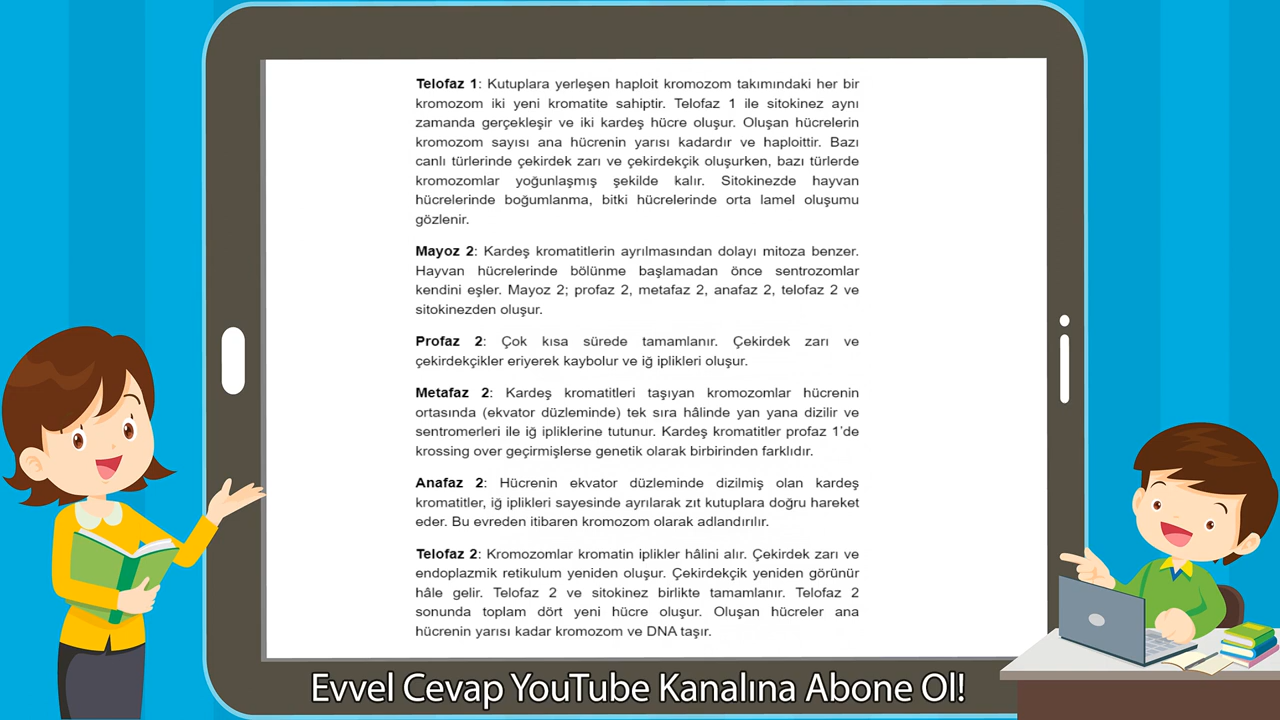 Telofaz 1: Kutuplara yerleşen haploit kromozom takımındaki her bir
kromozom iki yeni kromatite sahiptir. Telofaz 1 ile sitokinez aynı
zamanda gerçekleşir ve iki kardeş hücre oluşur. Oluşan hücrelerin
kromozom sayısı ana hücrenin yarısı kadardır ve haploittir. Bazı
canlı türlerinde çekirdek zarı ve çekirdekçik oluşurken, bazı türlerde
kromozomlar yoğunlaşmış şekilde kalır. Sitokinezde hayvan
hücrelerinde boğumlanma, bitki hücrelerinde orta lamel oluşumu
gözlenir.
Mayoz 2: Kardeş kromatitlerin ayrılmasından dolayı mitoza benzer.
Hayvan hücrelerinde bölünme başlamadan önce sentrozomlar
kendini eşler. Mayoz 2; profaz 2, metafaz 2, anafaz 2, telofaz 2 ve
sitokinezden oluşur.
Profaz 2: Çok kısa sürede tamamlanır. Çekirdek zarı ve
çekirdekçikler eriyerek kaybolur ve iğ iplikleri oluşur.
Metafaz 2: Kardeş kromatitleri taşıyan kromozomlar hücrenin
ortasında (ekvator düzleminde) tek sıra hâlinde yan yana dizilir ve
sentromerleri ile iğ ipliklerine tutunur. Kardeş kromatitler profaz 1'de
krossing over geçirmişlerse genetik olarak birbirinden farklıdır.
Anafaz 2: Hücrenin ekvator düzleminde dizilmiş olan kardeş
kromatitler, iğ iplikleri sayesinde ayrılarak zıt kutuplara doğru hareket
eder. Bu evreden itibaren kromozom olarak adlandırılır.
Telofaz 2: Kromozomlar kromatin iplikler hâlini alır. Çekirdek zarı ve
endoplazmik retikulum yeniden oluşur. Çekirdekçik yeniden görünür
hâle gelir. Telofaz 2 ve sitokinez birlikte tamamlanır. Telofaz 2
sonunda toplam dört yeni hücre oluşur. Oluşan hücreler ana
hücrenin yarısı kadar kromozom ve DNA taşır.
Evvel Cevap YouTube Kanalına Abone Ol!